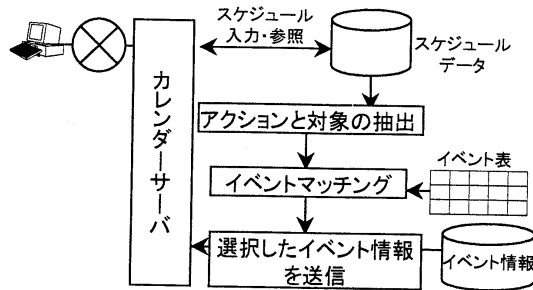 スケジュール
入力・参照
スケジュール
データ
カレンダーサーバ
アクションと対象の抽出
イベント表
イベントマッチング
選択したイベント情報
を送信
イベント情報